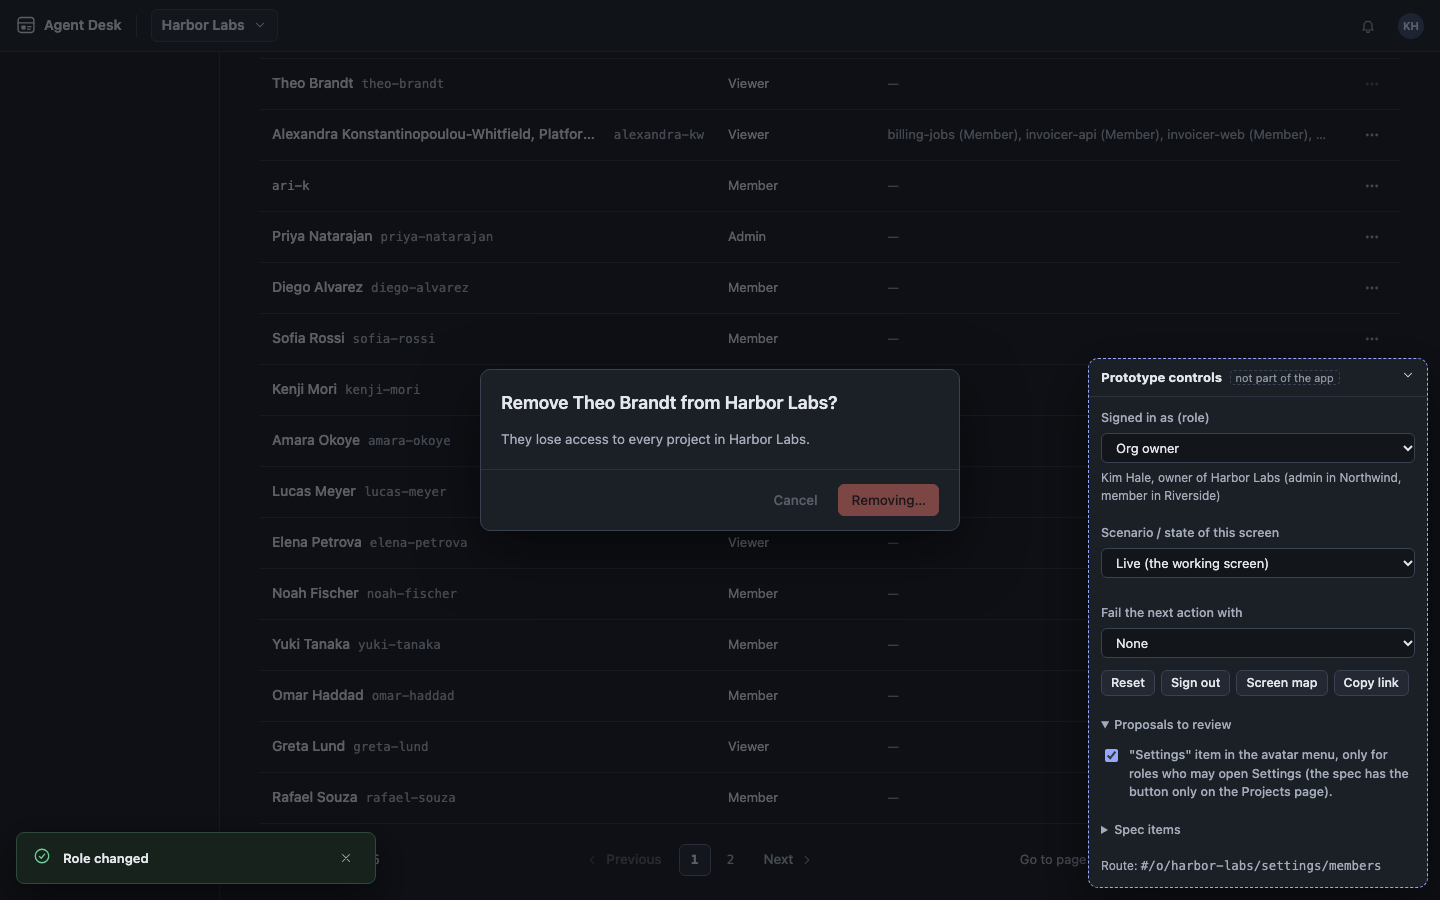 Agent Desk
Harbor Labs
KH
Theo Brandt theo-brandt Viewer —
Alexandra Konstantinopoulou-Whitfield, Platfor... alexandra-kw Viewer billing-jobs (Member), invoicer-api (Member), invoicer-web (Member), ...
ari-k Member —
Priya Natarajan priya-natarajan Admin —
Diego Alvarez diego-alvarez Member —
Sofia Rossi sofia-rossi Member —
Kenji Mori kenji-mori
Amara Okoye amara-okoye
Lucas Meyer lucas-meyer
Elena Petrova elena-petrova Viewer —
Noah Fischer noah-fischer Member —
Yuki Tanaka yuki-tanaka Member —
Omar Haddad omar-haddad Member —
Greta Lund greta-lund Viewer —
Rafael Souza rafael-souza Member —
Previous 1 2 Next Go to page
Remove Theo Brandt from Harbor Labs?
They lose access to every project in Harbor Labs.
Cancel Removing...
Role changed
Prototype controls not part of the app
Signed in as (role)
Org owner
Kim Hale, owner of Harbor Labs (admin in Northwind,
member in Riverside)
Scenario / state of this screen
Live (the working screen)
Fail the next action with
None
Reset Sign out Screen map Copy link
Proposals to review
"Settings" item in the avatar menu, only for
roles who may open Settings (the spec has the
button only on the Projects page).
Spec items
Route: #/o/harbor-labs/settings/members